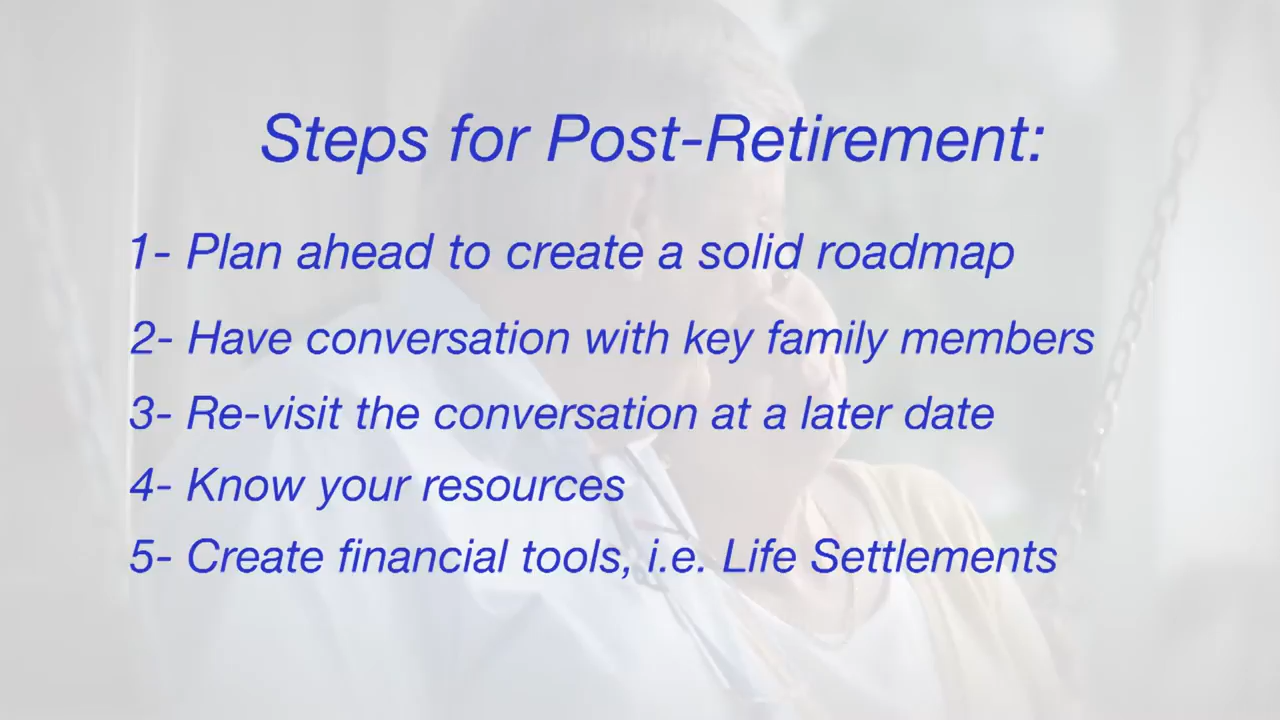 Steps for Post-Retirement:
1- Plan ahead to create a solid roadmap
2- Have conversation with key family members
3- Re-visit the conversation at a later date
4- Know your resources
5- Create financial tools, i.e. Life Settlements